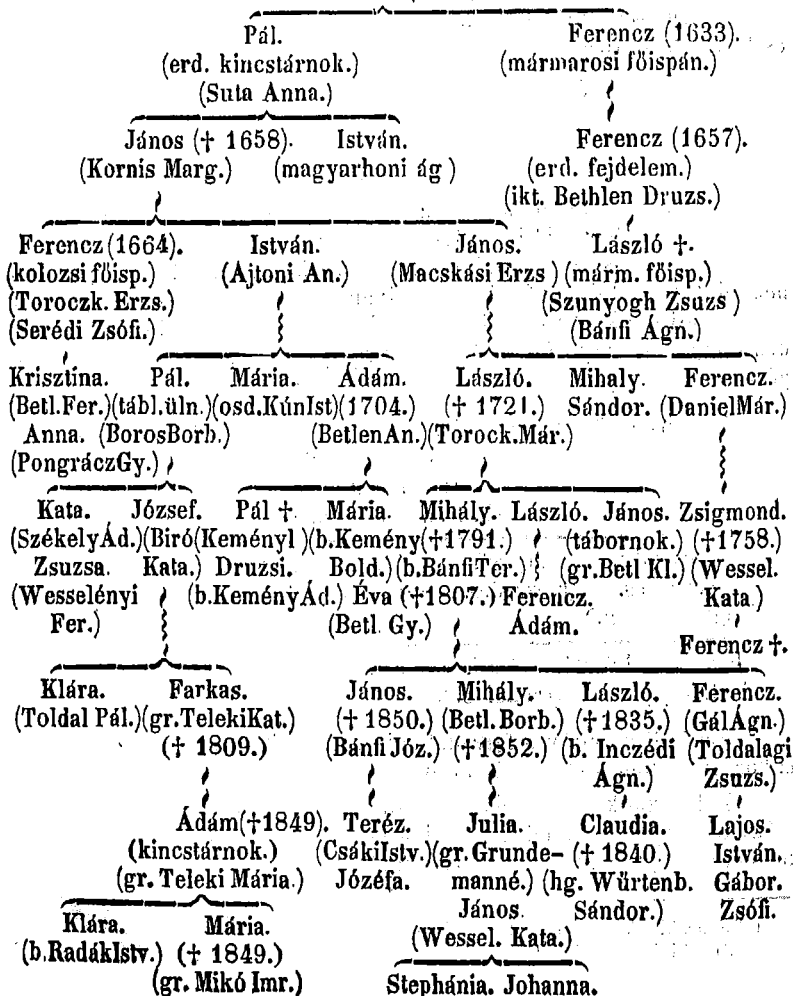 Pál. Ferencz (1633).
(erd. kincstárnok.) (mármarosi főispán.)
(Suta Anna.)
János († 1658). István. Ferencz (1657).
(Kornis Marg.) (magyarhoni ág ) (erd. fejdelem.)
(ikt. Bethlen Druzs.)
Ferencz (1664). István. János. László †.
(kolozsi főisp.) (Ajtoni An.) (Macskási Erzs ) (márm. főisp.)
(Toroczk. Erzs.) (Szunyogh Zsuzs )
(Serédi Zsófi.) (Bánfi Ágn.)
Krisztína. Pál. Mária. Ádám. László. Mihaly. Ferencz.
(Betl.Fer.) (tábl.üln.) (osd.KúnIst) (1704.) († 1721.) Sándor. (DanielMár.)
Anna. (BorosBorb.) (BetlenAn.) (Torock.Már.)
(PongráczGy.)
Kata. József. Pál †. Mária. Mihály. László. János. Zsigmond.
(SzékelyÁd.) (Biró (Keményl ) (b.Kemény (†1791.) (tábornok.) (†1758.)
Zsuzsa. Kata.) Druzsi. Bold.) (b.BánfiTer.) (gr.Betl Kl.) (Wessel.
(Wesselényi (b.KeményÁd.) Éva (†1807.) Ferencz. Kata )
Fer.) (Betl. Gy.) Ádám.
Ferencz †.
Klára. Farkas. János. Mihály. László. Ferencz.
(Toldal Pál.) (gr.TelekiKat.) († 1850.) (Betl. Borb.) (†1835.) (GálÁgn.)
(† 1809.) (Bánfi Józ.) (†1852.) (b. Inczédi (Toldalagi
Ágn.) Zsuzs.)
Ádám(†1849). Teréz. Julia. Claudia. Lajos.
(kincstárnok.) (CsákiIstv.) (gr.Grunde- († 1840.) István.
(gr. Teleki Mária.) Józéfa. manné.) (hg. Würtenb. Gábor.
Klára. Mária. János. Sándor.) Zsófi.
(b.RadákIstv.) († 1849.) (Wessel. Kata.)
(gr. Mikó Imr.) Stephánia. Johanna.